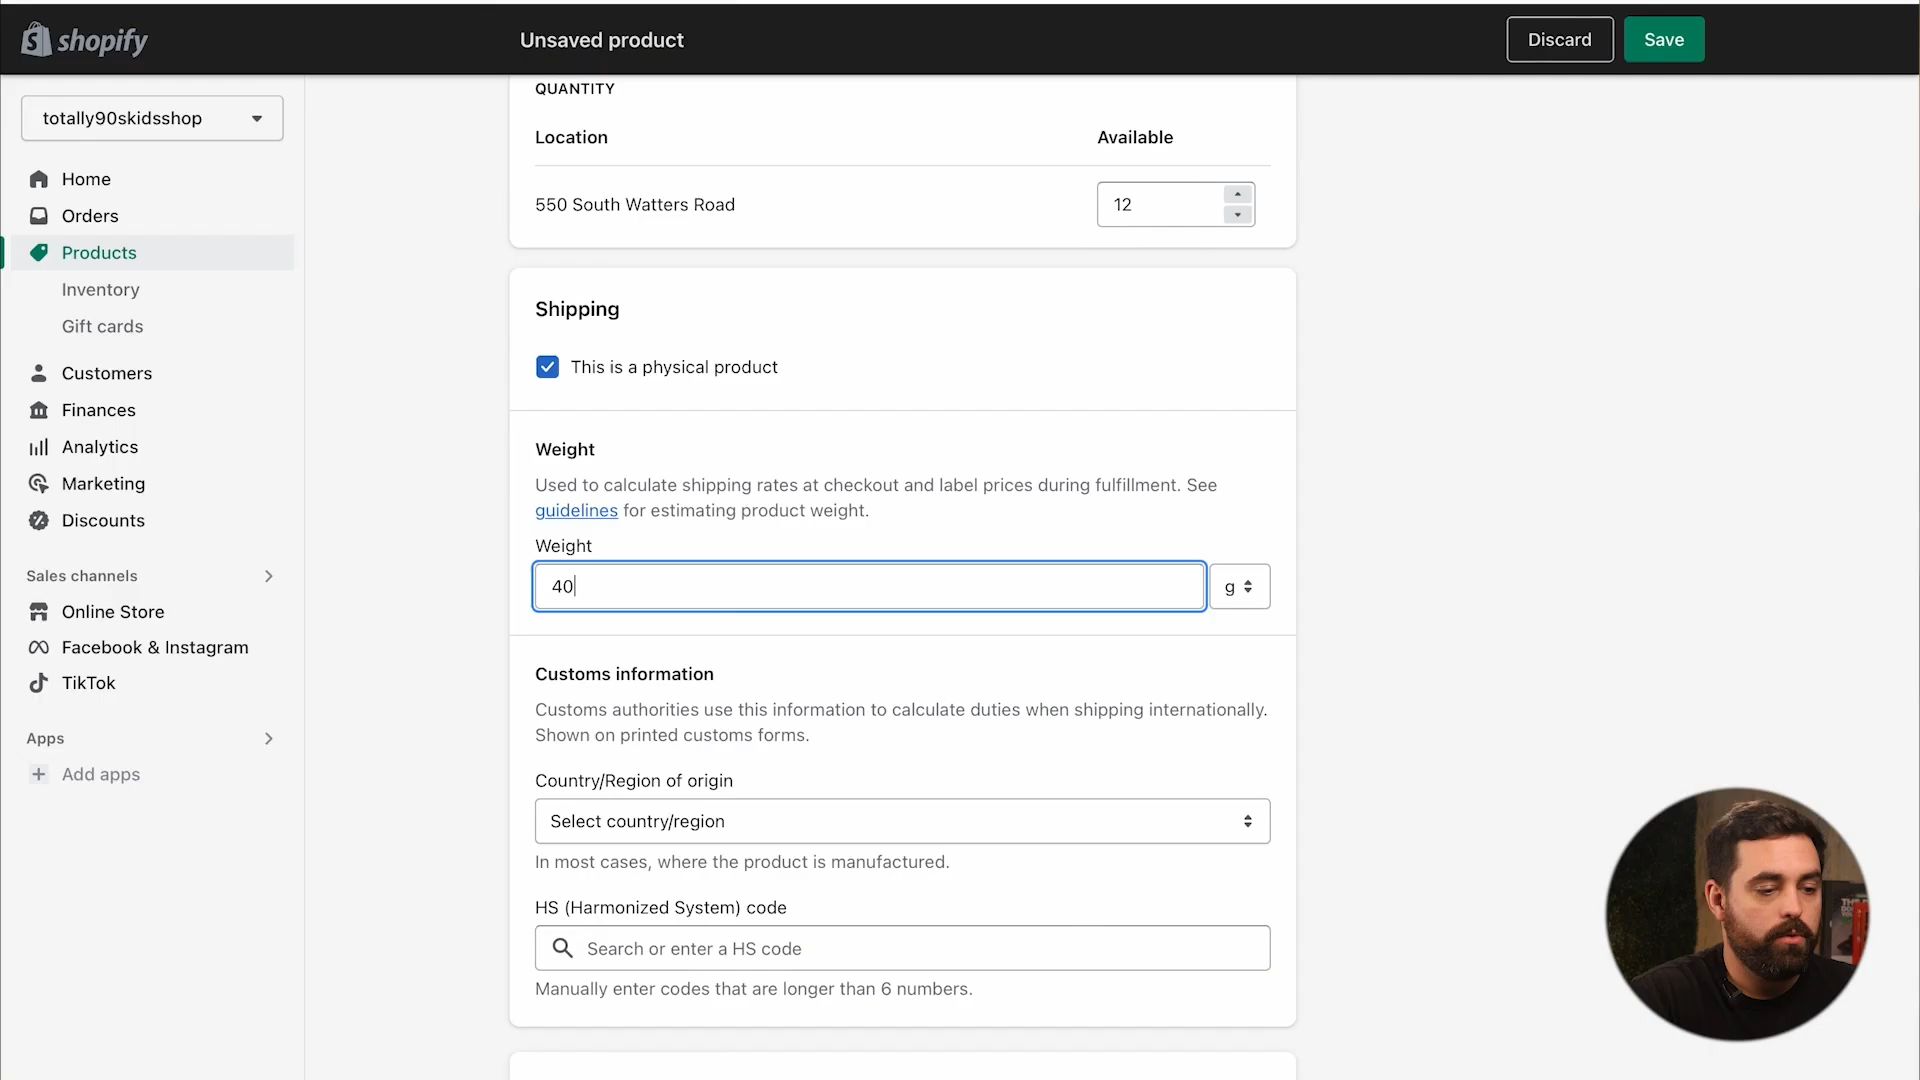 shopify
Unsaved product
Discard
Save
totally90skidsshop
Home
Orders
Products
Inventory
Gift cards
Customers
Finances
Analytics
Marketing
Discounts
Sales channels
Online Store
Facebook & Instagram
TikTok
Apps
Add apps
QUANTITY
Location
Available
550 South Watters Road
12
Shipping
This is a physical product
Weight
Used to calculate shipping rates at checkout and label prices during fulfillment. See
guidelines for estimating product weight.
Weight
40
g
Customs information
Customs authorities use this information to calculate duties when shipping internationally.
Shown on printed customs forms.
Country/Region of origin
Select country/region
In most cases, where the product is manufactured.
HS (Harmonized System) code
Search or enter a HS code
Manually enter codes that are longer than 6 numbers.